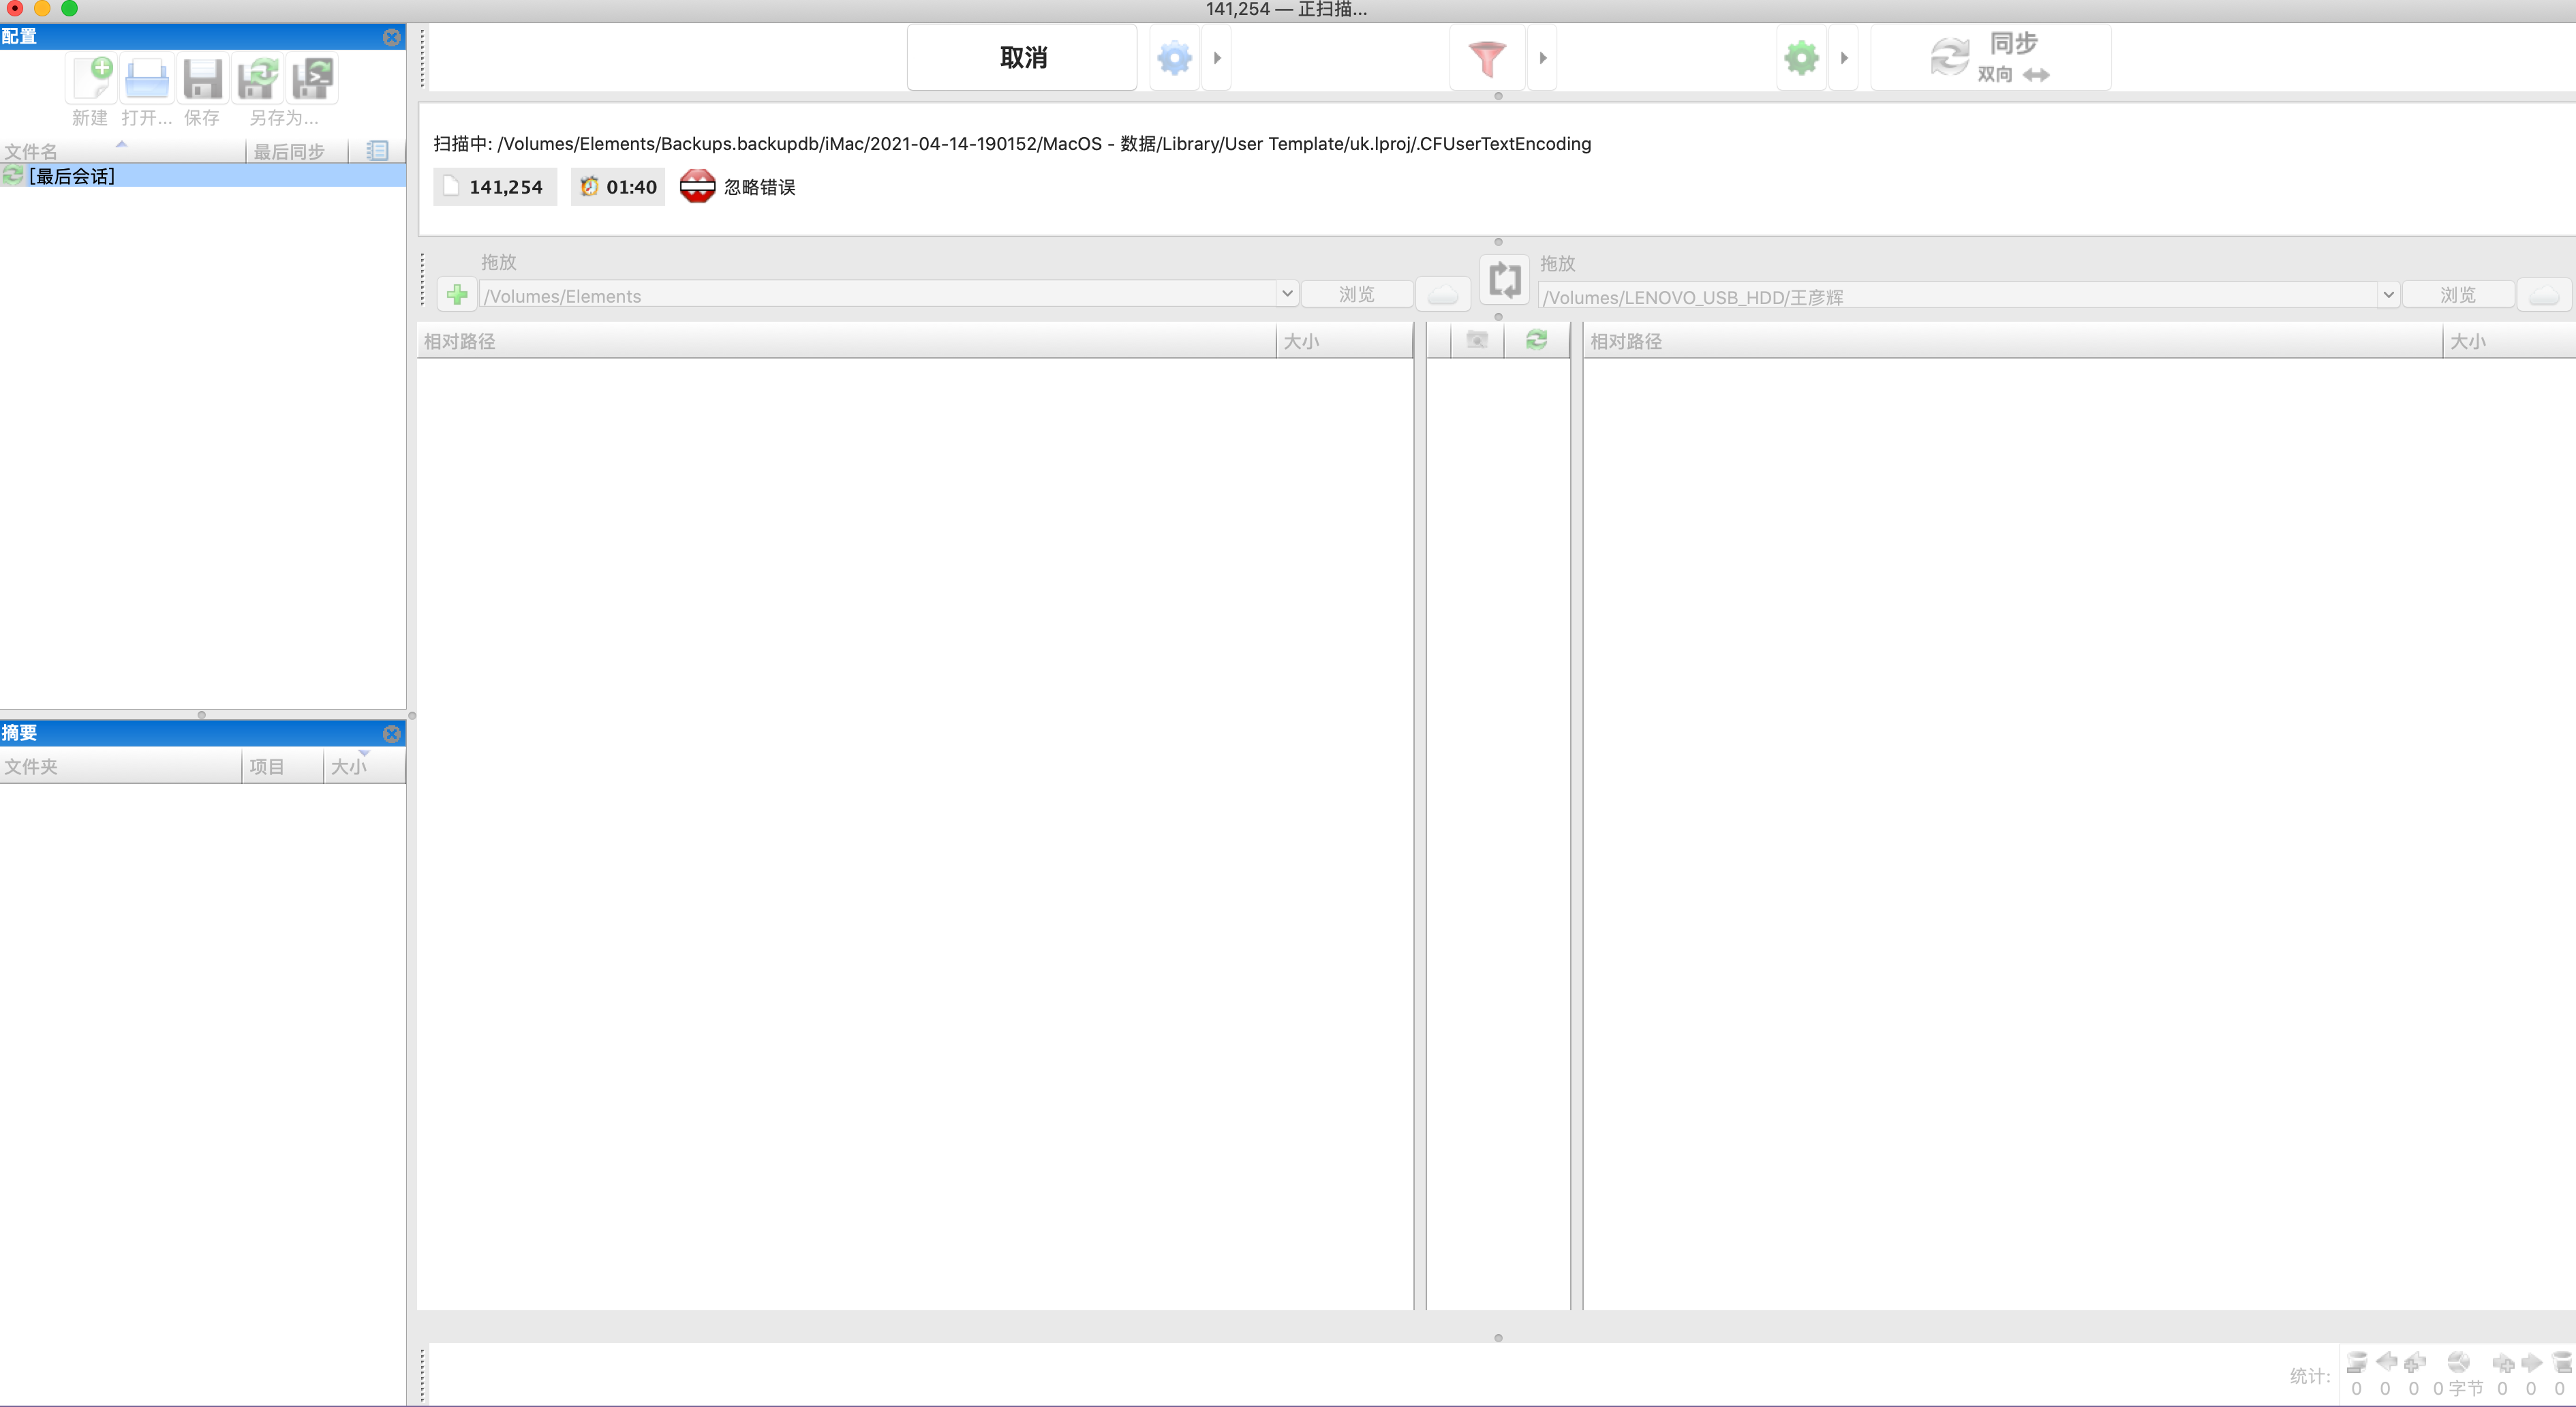 141,254 — 正扫描...
配置
新建 打开... 保存 另存为...
文件名 最后同步
[最后会话]
取消
同步
双向
扫描中: /Volumes/Elements/Backups.backupdb/iMac/2021-04-14-190152/MacOS - 数据/Library/User Template/uk.lproj/.CFUserTextEncoding
141,254 01:40 忽略错误
拖放
/Volumes/Elements 浏览
拖放
/Volumes/LENOVO_USB_HDD/王彦辉 浏览
相对路径 大小
相对路径 大小
摘要
文件夹 项目 大小
统计: 0 0 0 0 字节 0 0 0